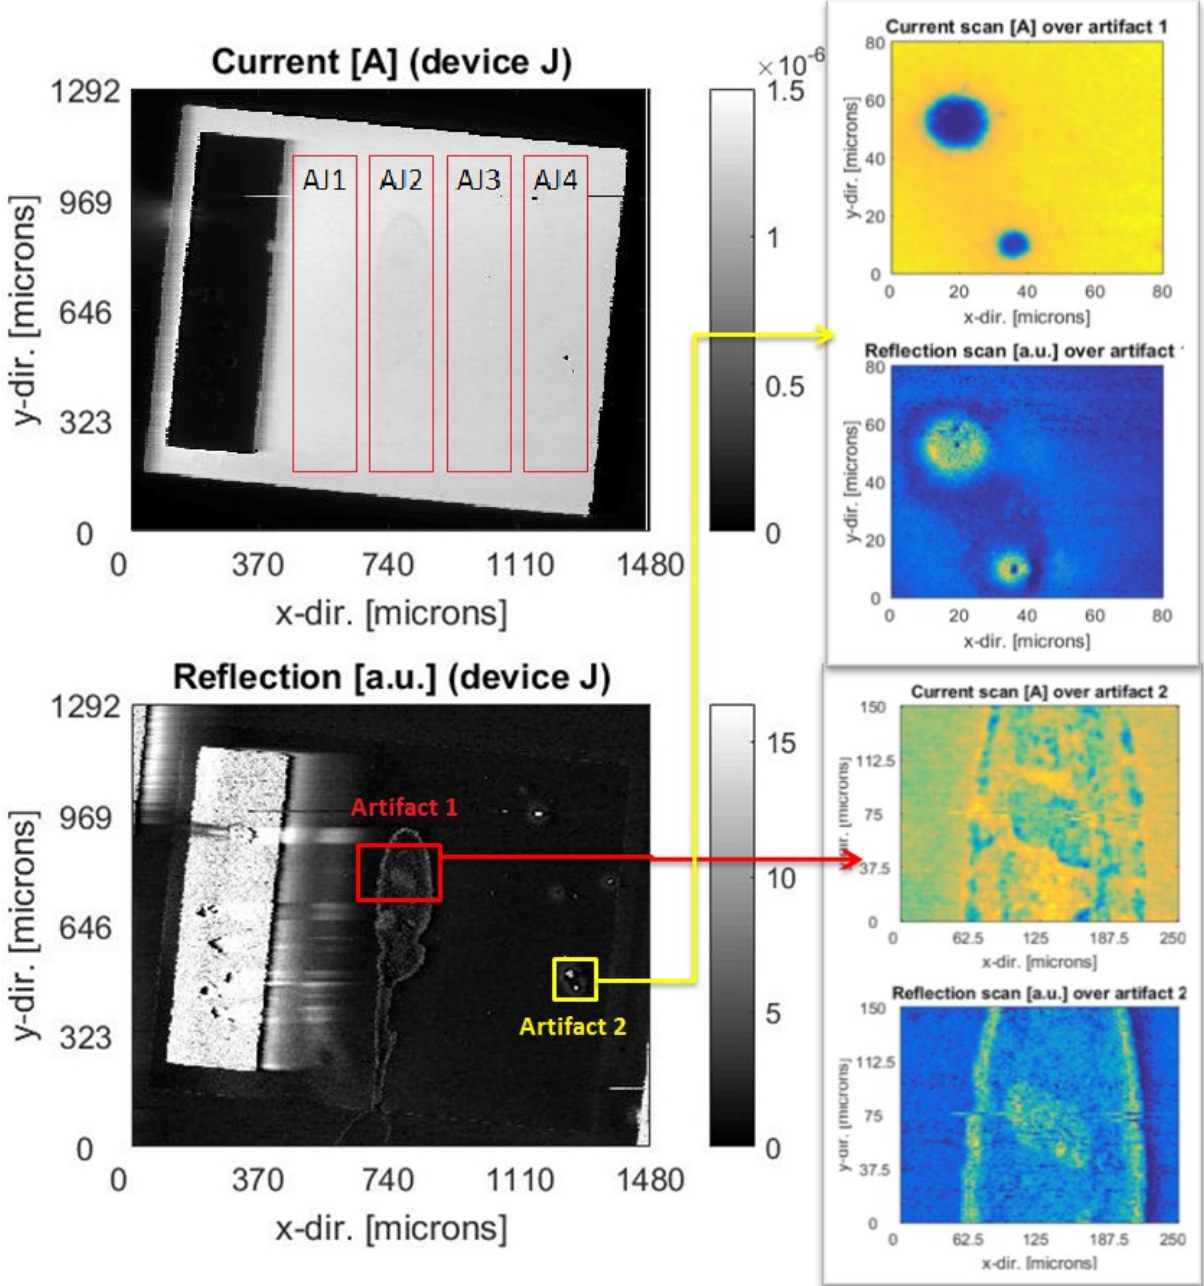 Current [A] (device J)
×10⁻⁶
1292
969
646
323
0
y-dir. [microns]
0 370 740 1110 1480
x-dir. [microns]
AJ1 AJ2 AJ3 AJ4
1.5
1
0.5
0
Reflection [a.u.] (device J)
1292
969
646
323
0
y-dir. [microns]
0 370 740 1110 1480
x-dir. [microns]
Artifact 1
Artifact 2
15
10
5
0
Current scan [A] over artifact 1
80
60
40
20
0
y-dir. [microns]
0 20 40 60 80
x-dir. [microns]
Reflection scan [a.u.] over artifact
80
60
40
20
0
y-dir. [microns]
0 20 40 60 80
x-dir. [microns]
Current scan [A] over artifact 2
150
112.5
75
37.5
0
y-dir. [microns]
0 62.5 125 187.5 250
x-dir. [microns]
Reflection scan [a.u.] over artifact 2
150
112.5
75
37.5
0
y-dir. [microns]
0 62.5 125 187.5 250
x-dir. [microns]